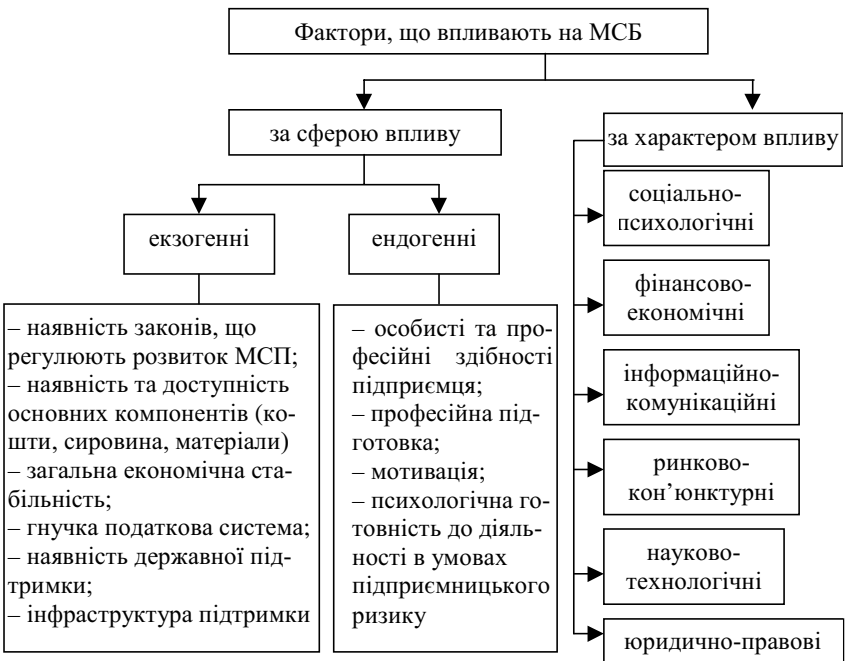 Фактори, що впливають на МСБ
за сферою впливу
екзогенні
– наявність законів, що
регулюють розвиток МСП;
– наявність та доступність
основних компонентів (ко-
шти, сировина, матеріали)
– загальна економічна ста-
більність;
– гнучка податкова система;
– наявність державної під-
тримки;
– інфраструктура підтримки
ендогенні
– особисті та про-
фесійні здібності
підприємця;
– професійна під-
готовка;
– мотивація;
– психологічна го-
товність до діяль-
ності в умовах
підприємницького
ризику
за характером впливу
соціально-
психологічні
фінансово-
економічні
інформаційно-
комунікаційні
ринково-
кон’юнктурні
науково-
технологічні
юридично-правові